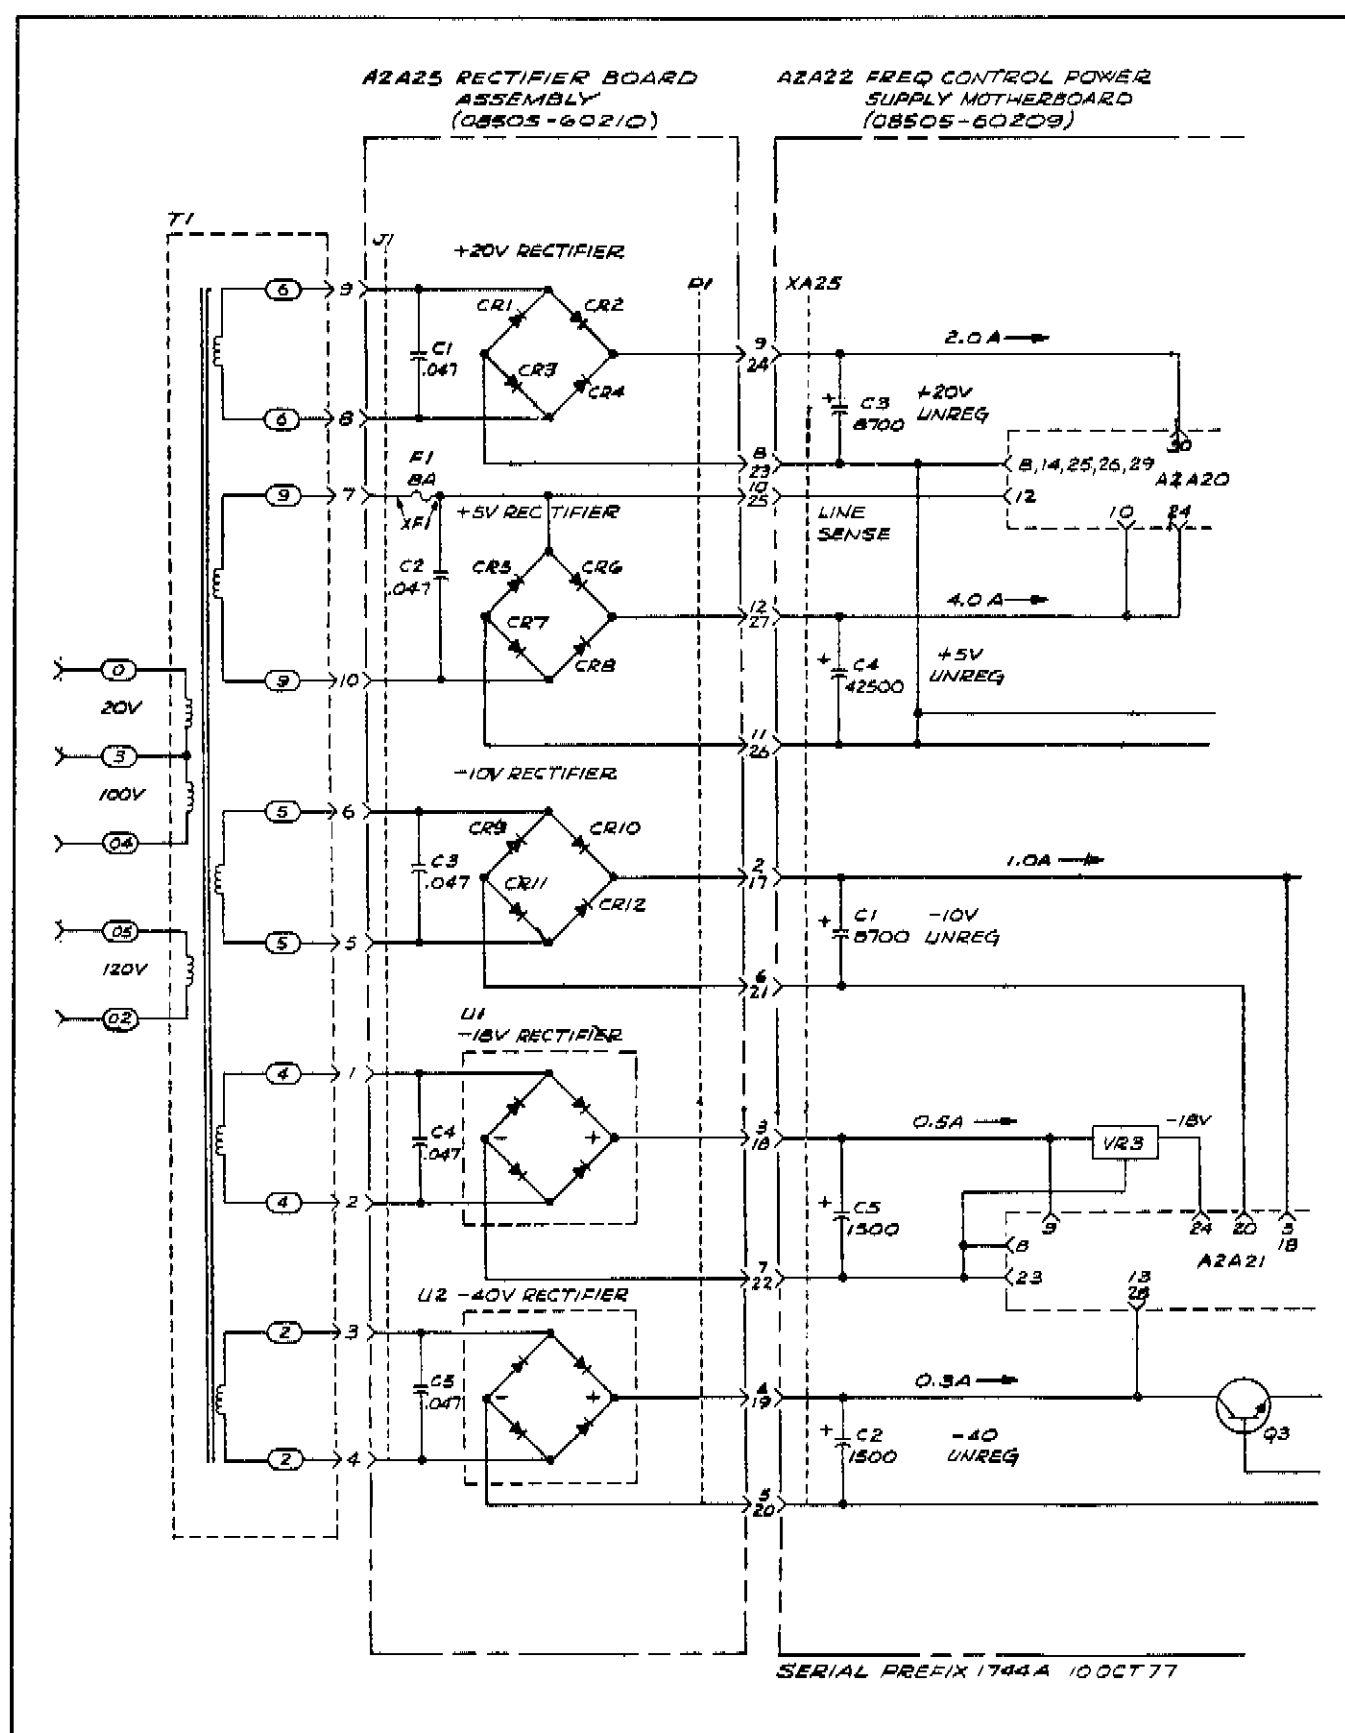 A2A25 RECTIFIER BOARD
ASSEMBLY
(08505-60210)
A2A22 FREQ CONTROL POWER
SUPPLY MOTHERBOARD
(08505-60209)
T1
J1
+20V RECTIFIER
P1
XA25
6
9
CR1
CR2
C1
.047
CR3
CR4
9
24
2.0A
+ C3
8700
+20V
UNREG
6
8
8
23
30
8,14,25,26,29
A2A20
F1
8A
9
7
XF1
+5V RECTIFIER
10
25
LINE
SENSE
12
10
24
C2
.047
CR5
CR6
CR7
CR8
12
27
4.0A
+ C4
42500
+5V
UNREG
0
20V
9
10
3
11
26
100V
04
-10V RECTIFIER
5
6
CR9
CR10
C3
.047
CR11
CR12
2
17
1.0A
+ C1
8700
-10V
UNREG
05
5
5
120V
02
6
21
U1
-18V RECTIFIER
4
1
C4
.047
-
+
3
18
0.5A
VR3
-18V
4
2
+ C5
1500
9
24
20
3
18
8
A2A21
7
22
23
13
28
U2 -40V RECTIFIER
2
3
C5
.047
-
+
4
19
0.3A
+ C2
1500
-40
UNREG
Q3
2
4
5
20
SERIAL PREFIX 1744A 10 OCT 77